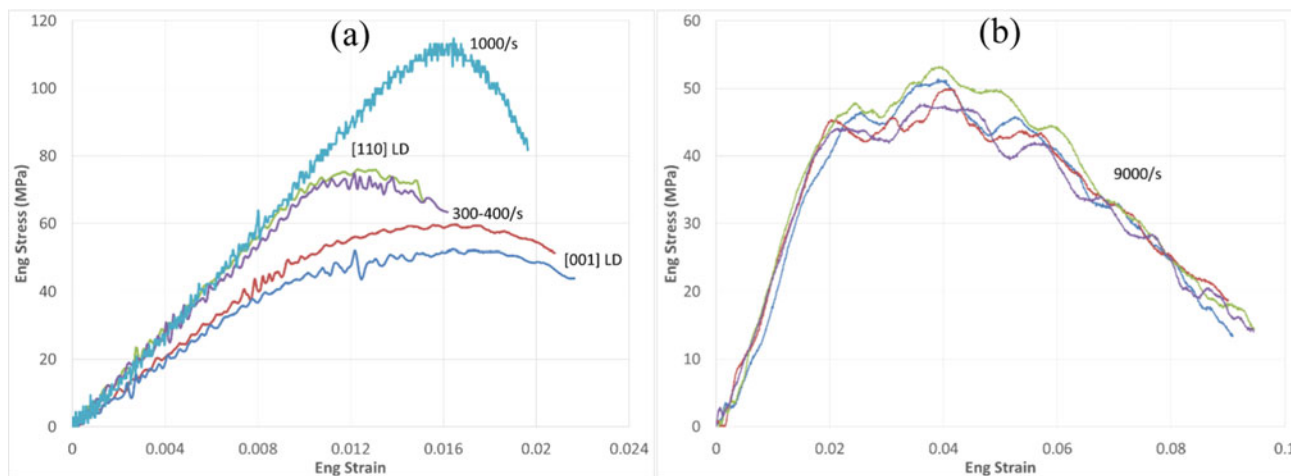 (a)
120
100
80
60
40
20
0
Eng Stress (MPa)
1000/s
[110] LD
300-400/s
[001] LD
0 0.004 0.008 0.012 0.016 0.02 0.024
Eng Strain
(b)
60
50
40
30
20
10
0
Eng Stress (MPa)
9000/s
0 0.02 0.04 0.06 0.08 0.1
Eng Strain